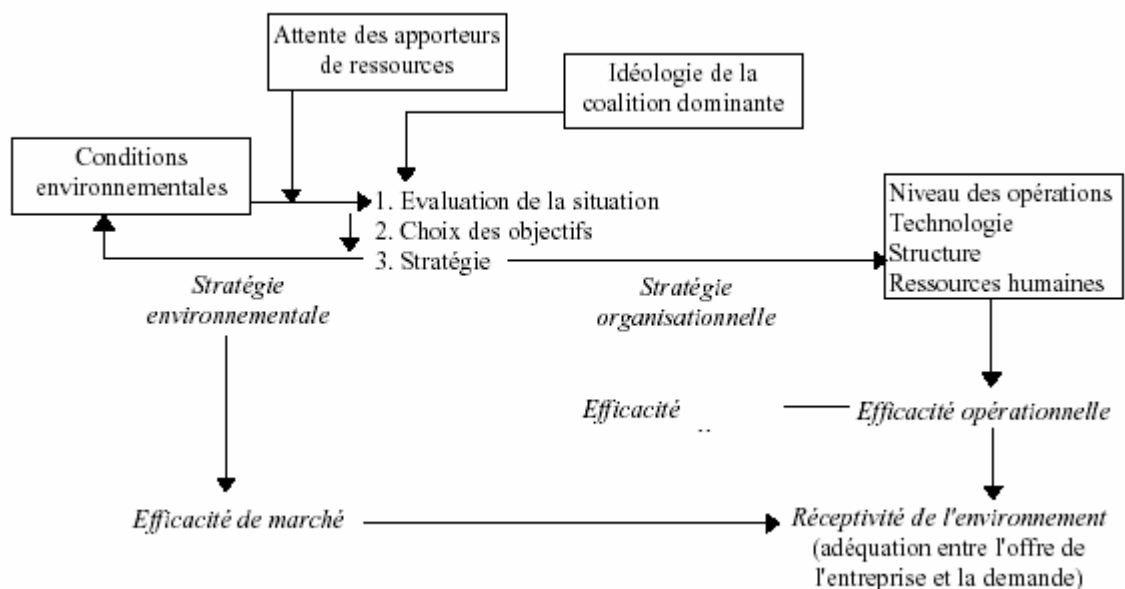 Attente des apporteurs
de ressources
Idéologie de la
coalition dominante
Conditions
environnementales
1. Evaluation de la situation
2. Choix des objectifs
3. Stratégie
Niveau des opérations
Technologie
Structure
Ressources humaines
Stratégie
environnementale
Stratégie
organisationnelle
Efficacité
Efficacité opérationnelle
Efficacité de marché
Réceptivité de l'environnement
(adéquation entre l'offre de
l'entreprise et la demande)